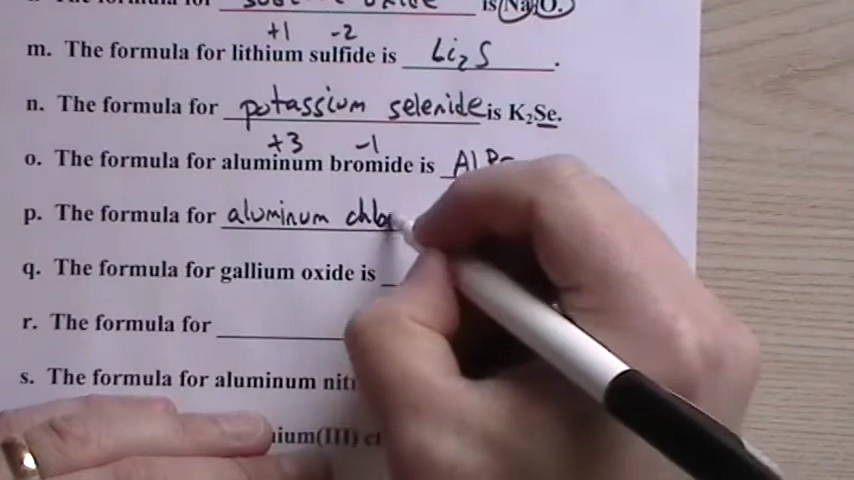 is Na₂O.
+1 -2
m. The formula for lithium sulfide is Li₂S.
n. The formula for potassium selenide is K₂Se.
+3 -1
o. The formula for aluminum bromide is
p. The formula for aluminum
q. The formula for gallium oxide is
r. The formula for
s. The formula for aluminum